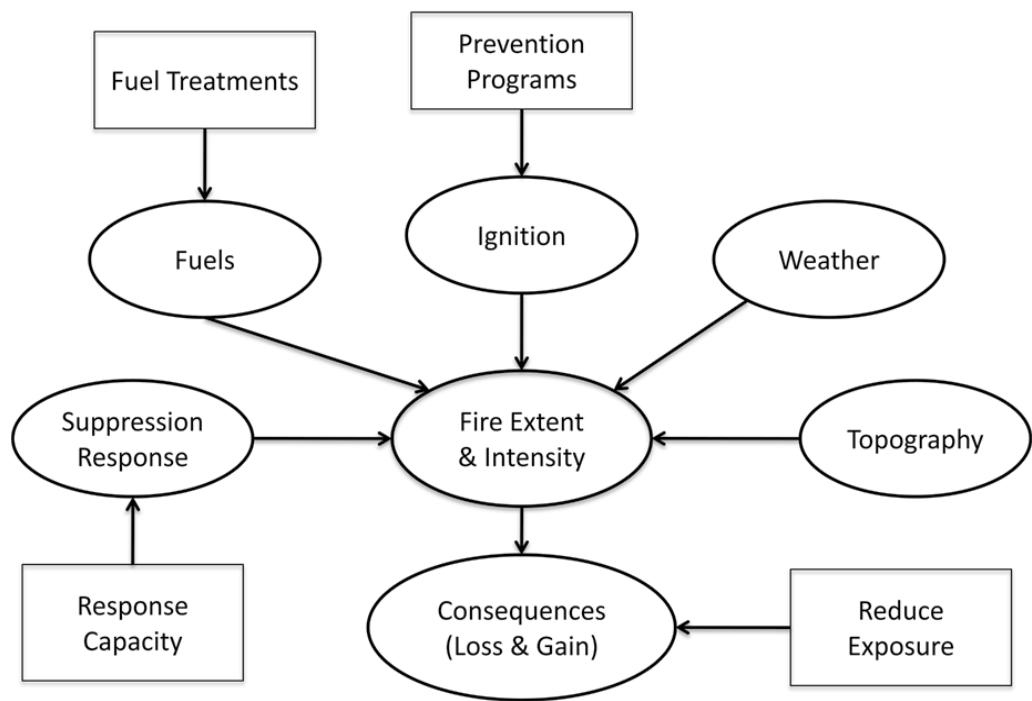 Fuel Treatments
Prevention
Programs
Fuels
Ignition
Weather
Suppression
Response
Fire Extent
& Intensity
Topography
Response
Capacity
Consequences
(Loss & Gain)
Reduce
Exposure